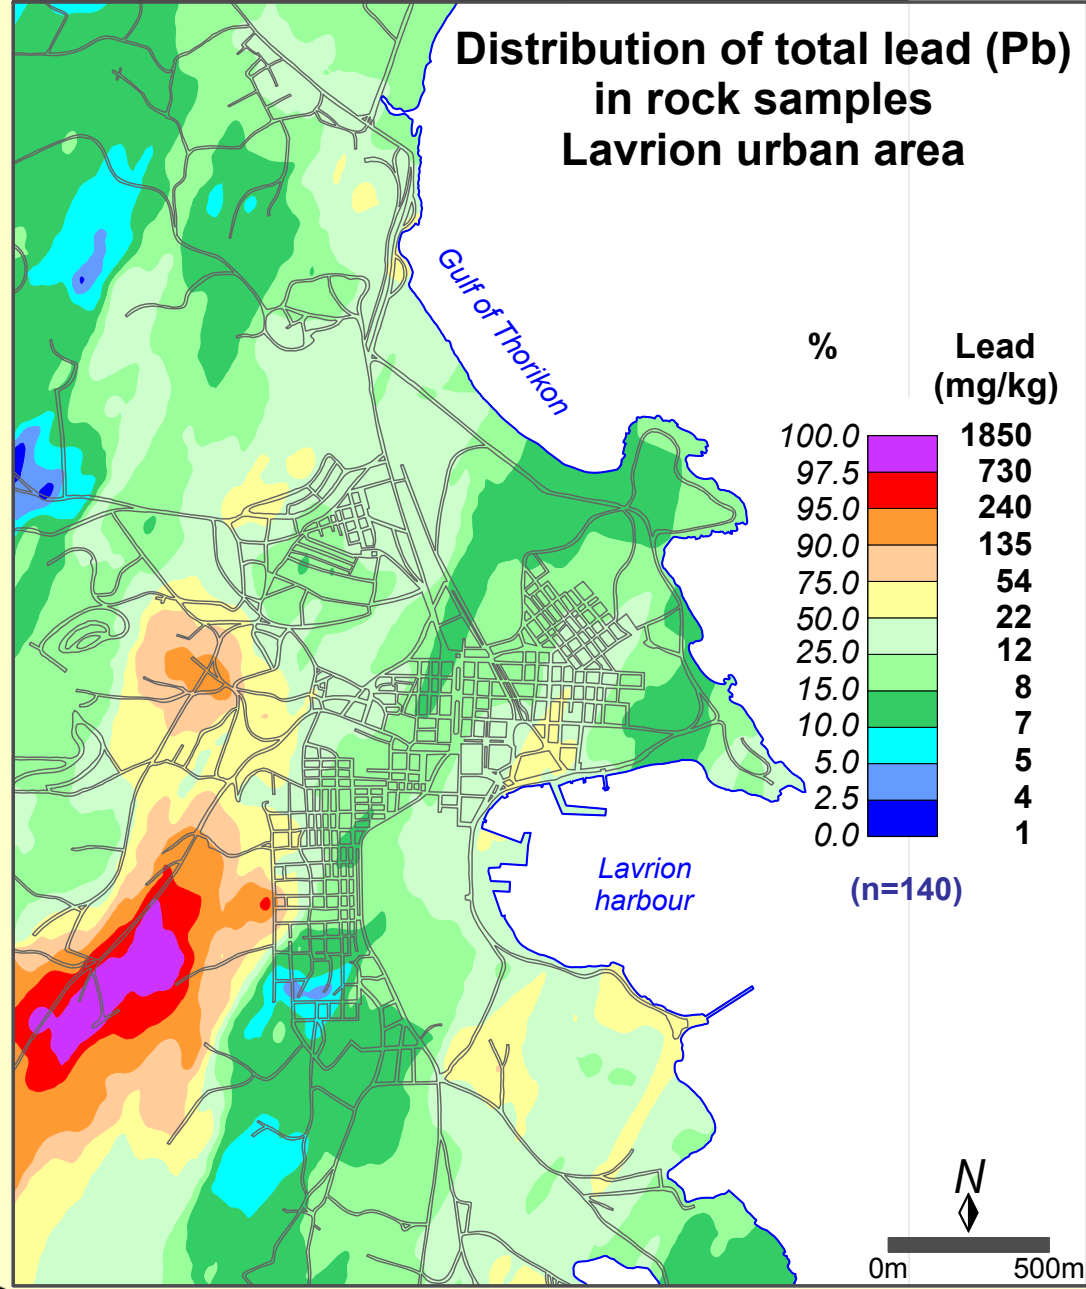 Distribution of total lead (Pb)
in rock samples
Lavrion urban area
Gulf of Thorikon
% Lead
(mg/kg)
100.0 1850
97.5 730
95.0 240
90.0 135
75.0 54
50.0 22
25.0 12
15.0 8
10.0 7
5.0 5
2.5 4
0.0 1
(n=140)
Lavrion
harbour
N
0m 500m